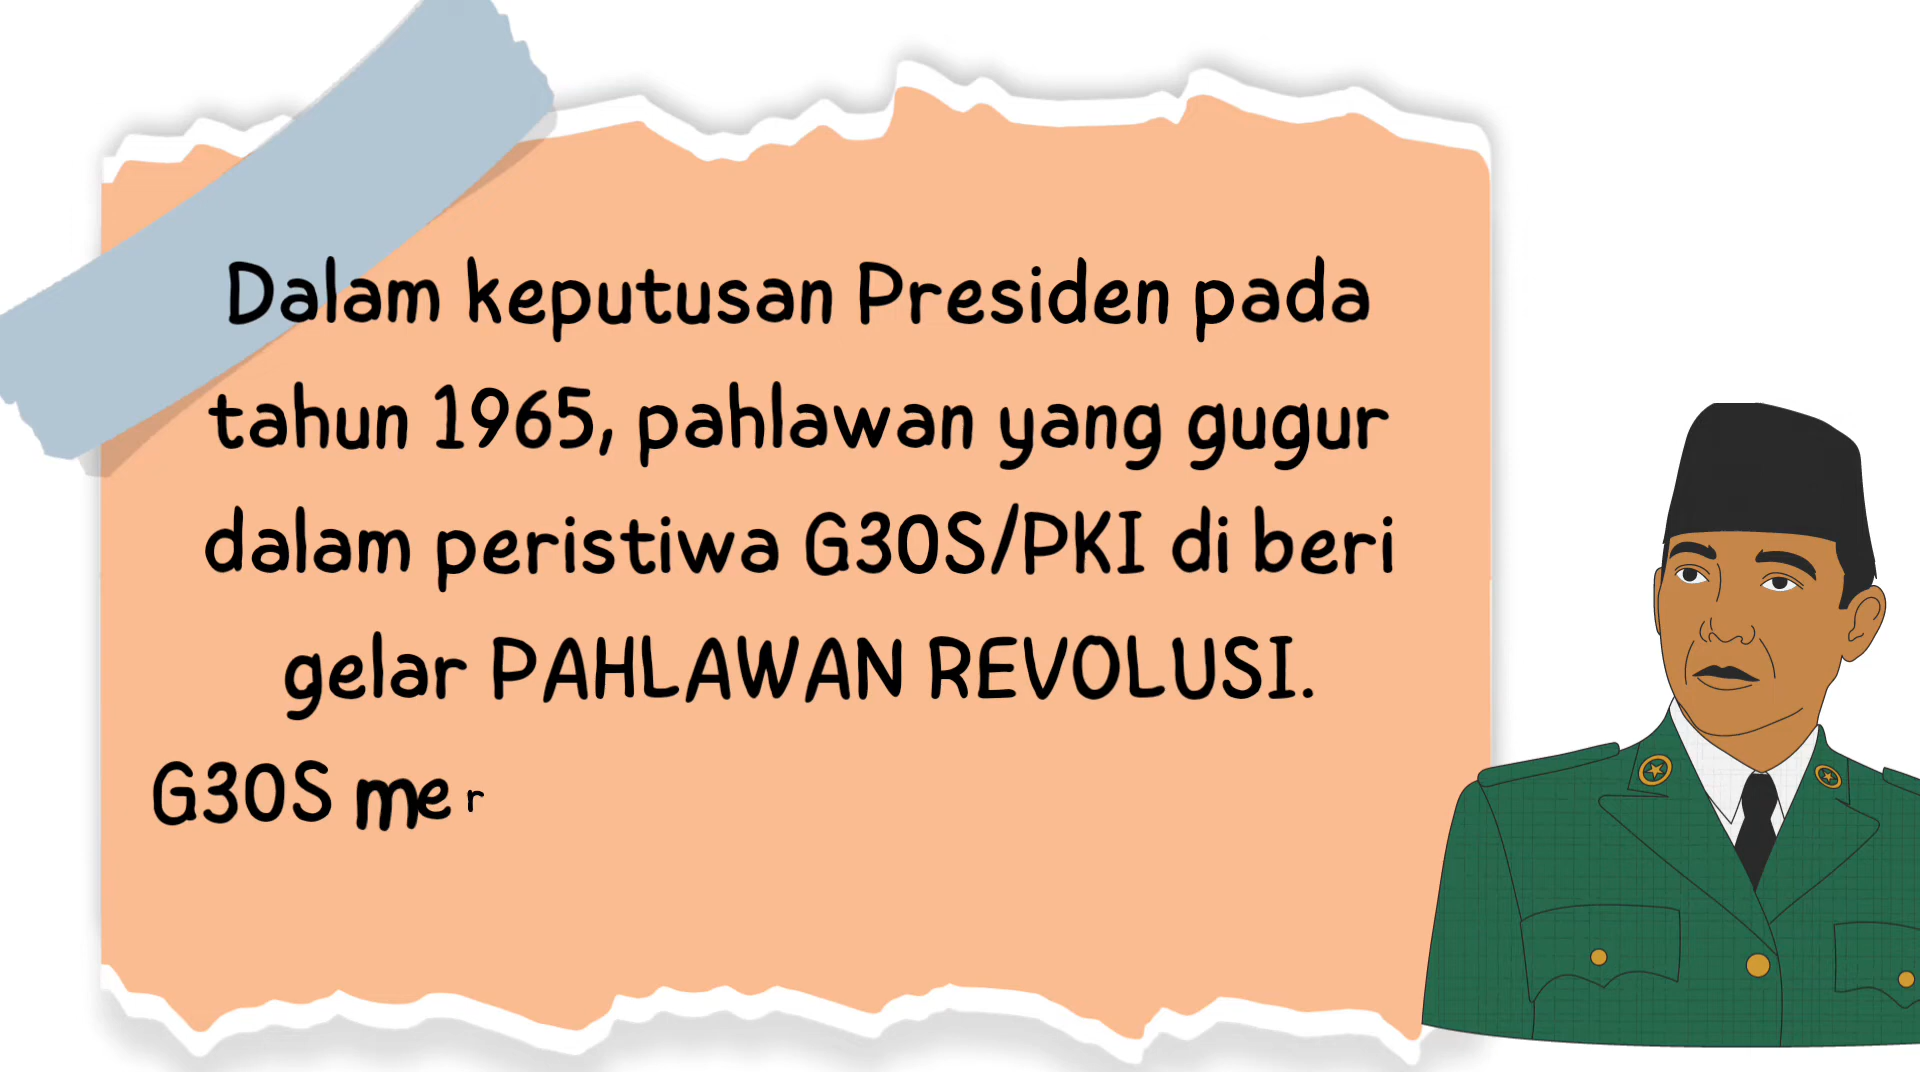 Dalam keputusan Presiden pada
tahun 1965, pahlawan yang gugur
dalam peristiwa G30S/PKI di beri
gelar PAHLAWAN REVOLUSI.
G30S mer